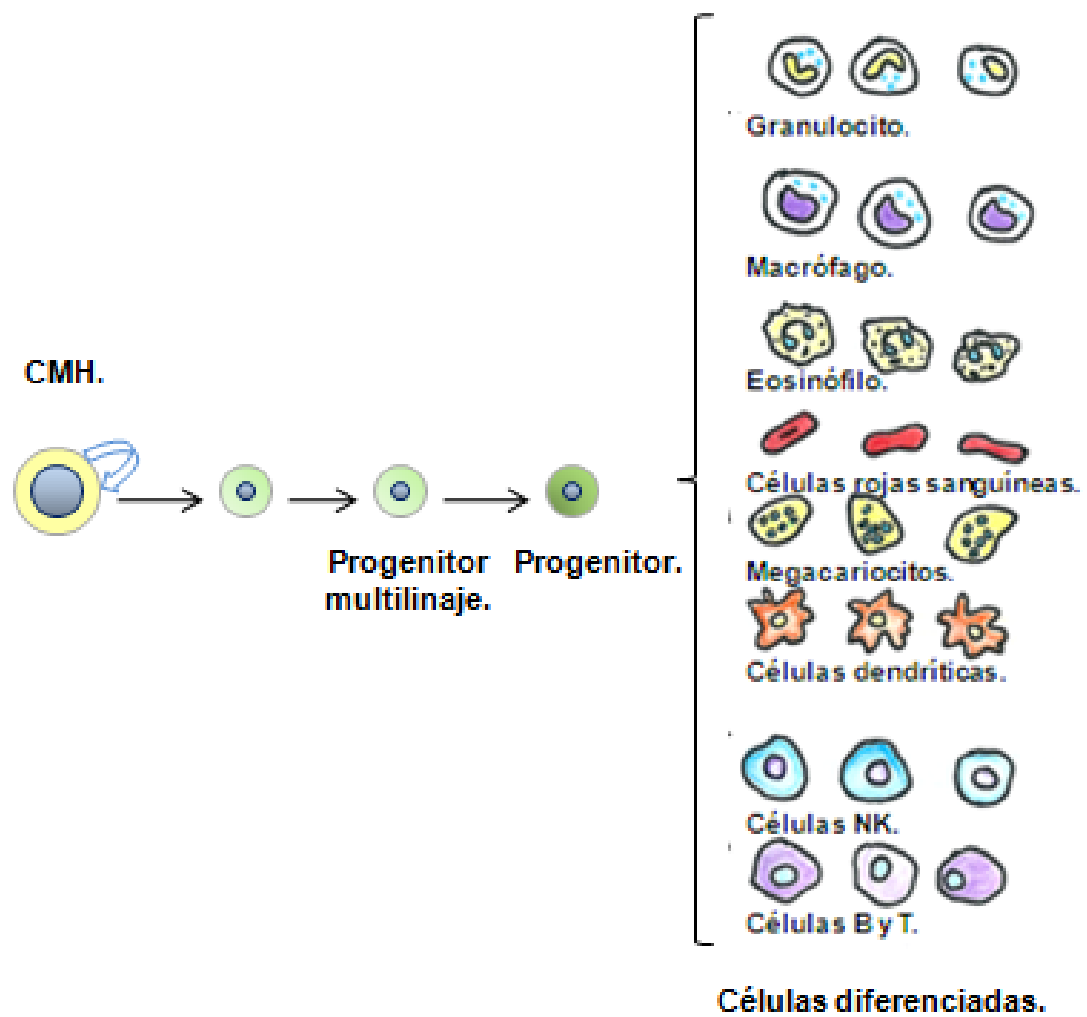 CMH.
Progenitor
multilinaje.
Progenitor.
Granulocito.
Macrófago.
Eosinófilo.
Células rojas sanguíneas.
Megacariocitos.
Células dendríticas.
Células NK.
Células B y T.
Células diferenciadas.